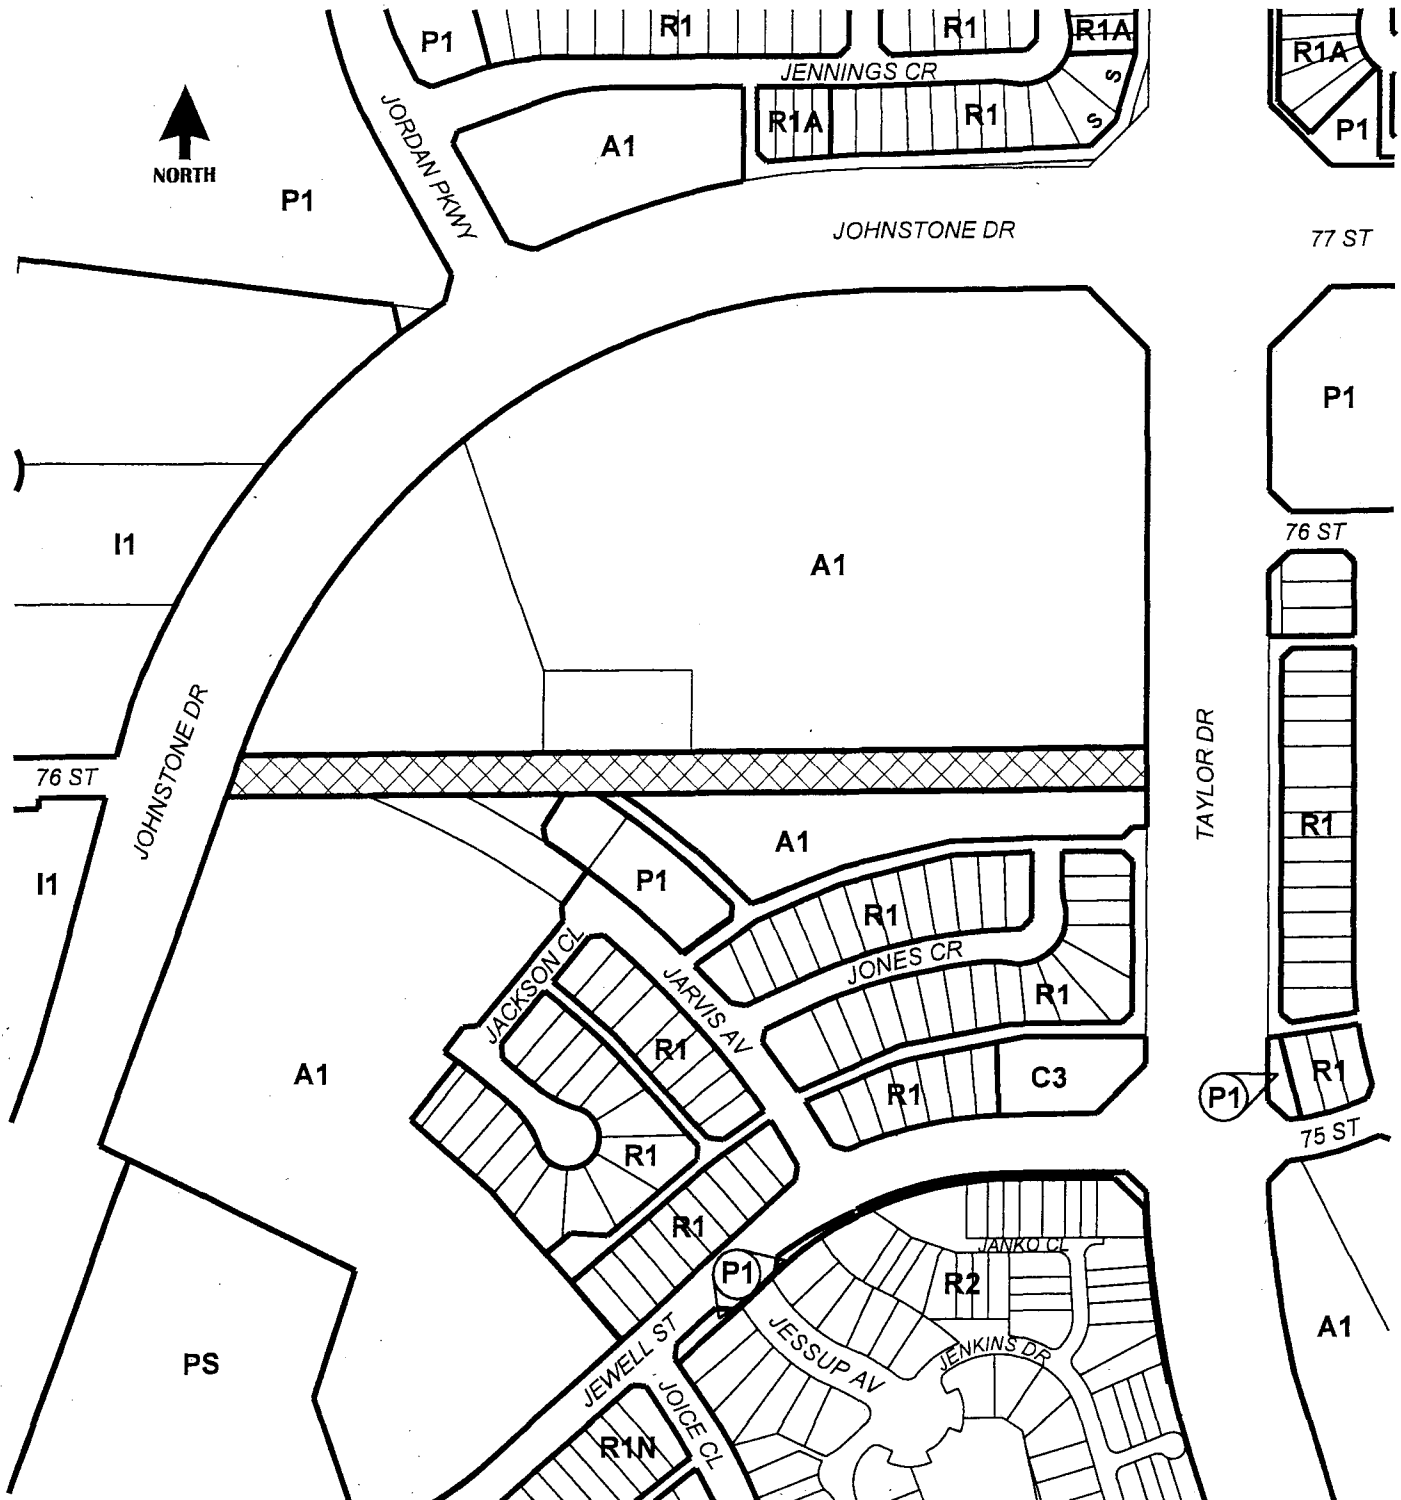 P1
R1
R1
R1A
R1A
JENNINGS CR
S
S
R1A
R1
P1
A1
JORDAN PKWY
NORTH
P1
JOHNSTONE DR
77 ST
P1
76 ST
I1
A1
JOHNSTONE DR
76 ST
TAYLOR DR
R1
A1
I1
P1
R1
JACKSON CL
JONES CR
JARVIS AV
R1
R1
A1
R1
C3
P1
R1
75 ST
R1
R1
JANKO CL
P1
R2
A1
JESSUP AV
JENKINS DR
PS
JEWELL ST
JOICE CL
R1N